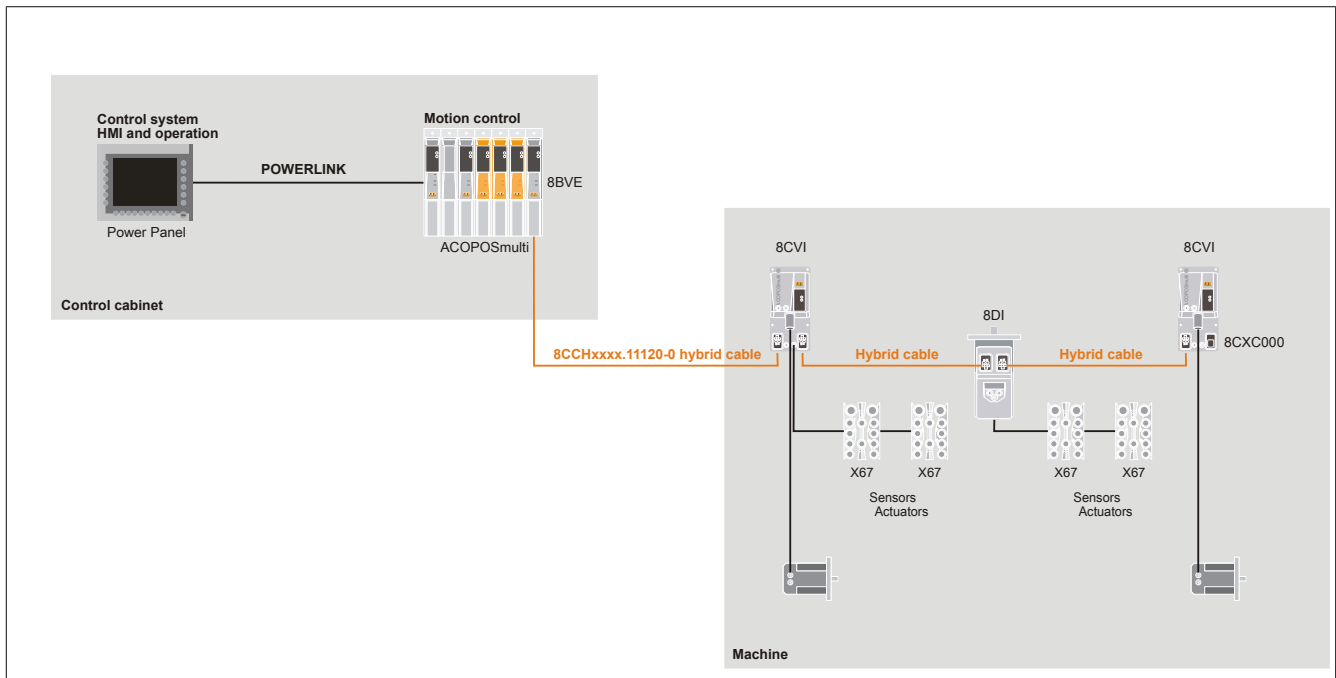 Control system
HMI and operation
Motion control
POWERLINK
8BVE
Power Panel
ACOPOSmulti
Control cabinet
8CVI
8CVI
8DI
8CXC000
8CCHxxxx.11120-0 hybrid cable
Hybrid cable
Hybrid cable
X67
X67
X67
X67
Sensors
Actuators
Sensors
Actuators
Machine